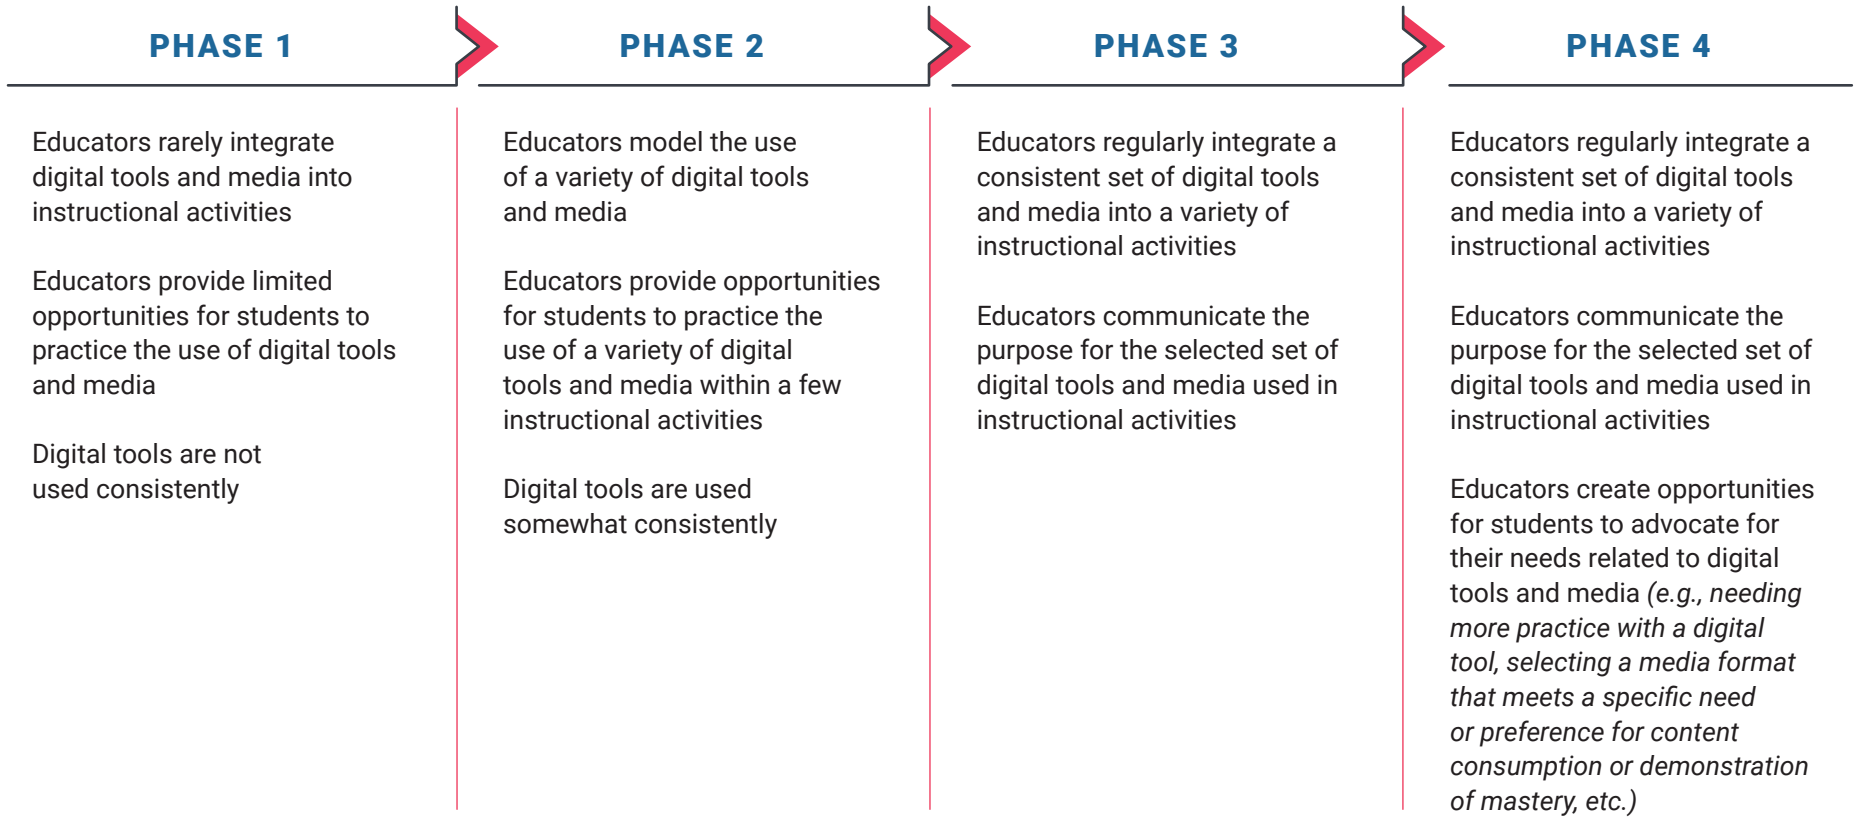 PHASE 1
Educators rarely integrate
digital tools and media into
instructional activities
Educators provide limited
opportunities for students to
practice the use of digital tools
and media
Digital tools are not
used consistently
PHASE 2
Educators model the use
of a variety of digital tools
and media
Educators provide opportunities
for students to practice the
use of a variety of digital
tools and media within a few
instructional activities
Digital tools are used
somewhat consistently
PHASE 3
Educators regularly integrate a
consistent set of digital tools
and media into a variety of
instructional activities
Educators communicate the
purpose for the selected set of
digital tools and media used in
instructional activities
PHASE 4
Educators regularly integrate a
consistent set of digital tools
and media into a variety of
instructional activities
Educators communicate the
purpose for the selected set of
digital tools and media used in
instructional activities
Educators create opportunities
for students to advocate for
their needs related to digital
tools and media (e.g., needing
more practice with a digital
tool, selecting a media format
that meets a specific need
or preference for content
consumption or demonstration
of mastery, etc.)